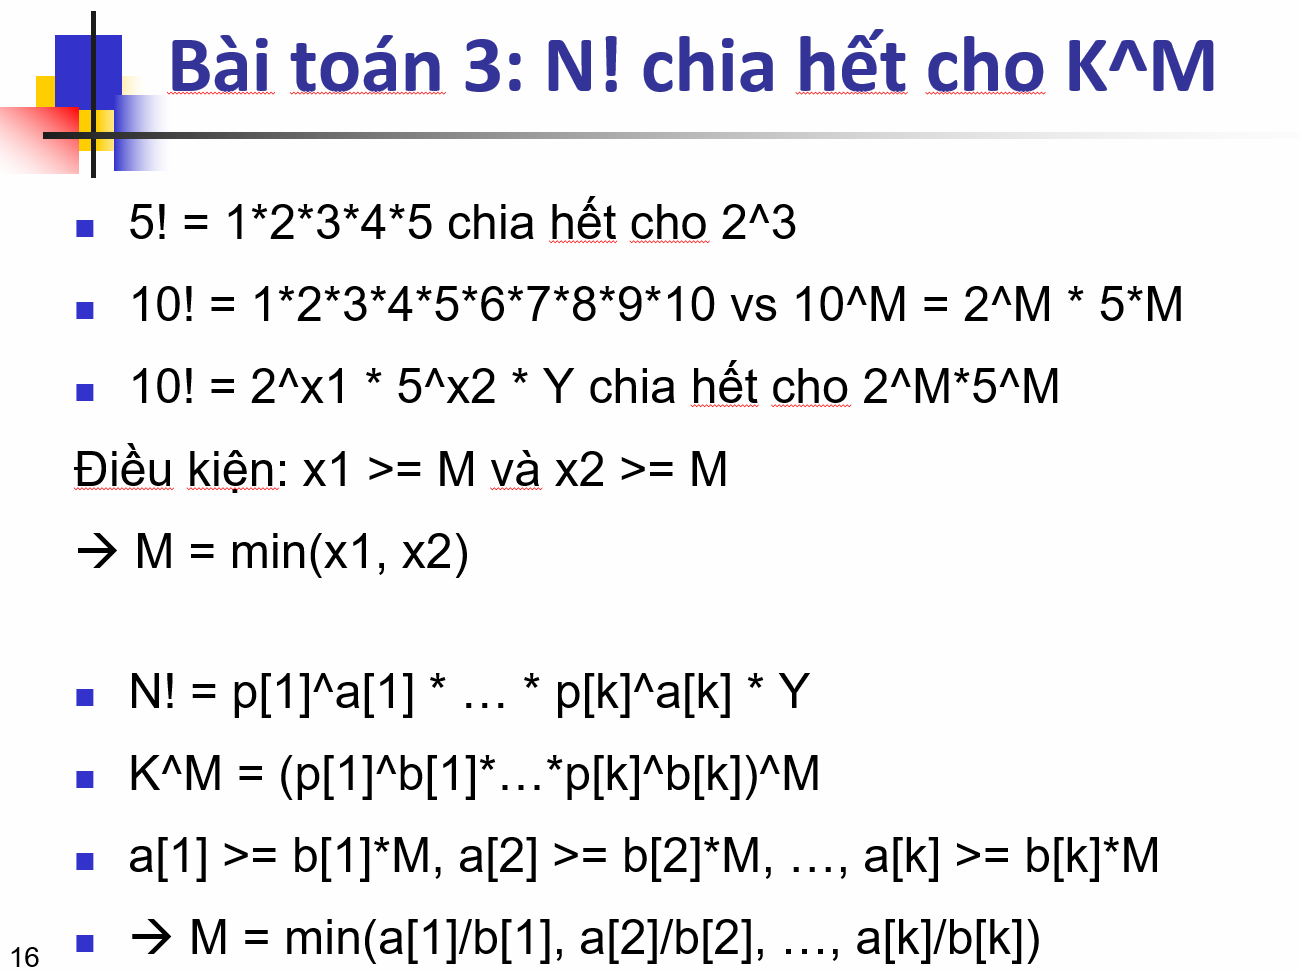 Bài toán 3: N! chia hết cho K^M
■ 5! = 1*2*3*4*5 chia hết cho 2^3
■ 10! = 1*2*3*4*5*6*7*8*9*10 vs 10^M = 2^M * 5*M
■ 10! = 2^x1 * 5^x2 * Y chia hết cho 2^M*5^M
Điều kiện: x1 >= M và x2 >= M
→ M = min(x1, x2)
■ N! = p[1]^a[1] * … * p[k]^a[k] * Y
■ K^M = (p[1]^b[1]*…*p[k]^b[k])^M
■ a[1] >= b[1]*M, a[2] >= b[2]*M, …, a[k] >= b[k]*M
■ → M = min(a[1]/b[1], a[2]/b[2], …, a[k]/b[k])
16